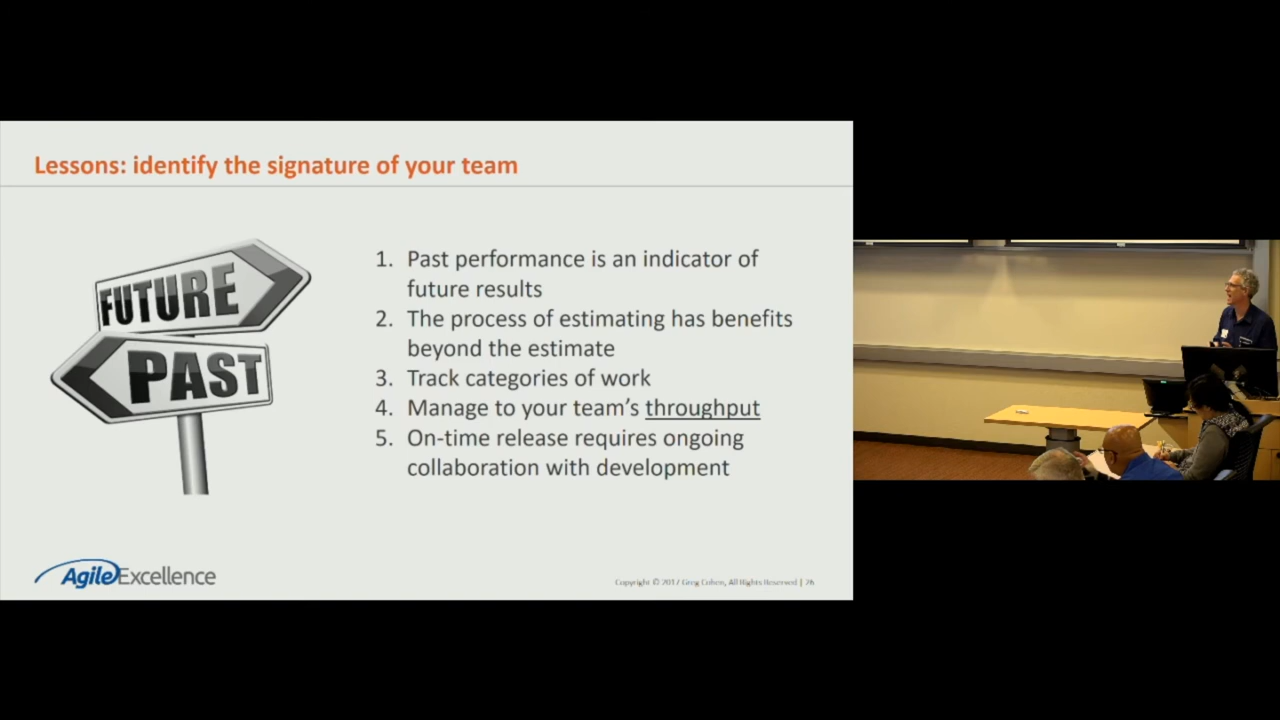 Lessons: identify the signature of your team
FUTURE
PAST
1. Past performance is an indicator of
future results
2. The process of estimating has benefits
beyond the estimate
3. Track categories of work
4. Manage to your team's throughput
5. On-time release requires ongoing
collaboration with development
AgileExcellence
Copyright © 2017 Greg Cohen, All Rights Reserved | 76